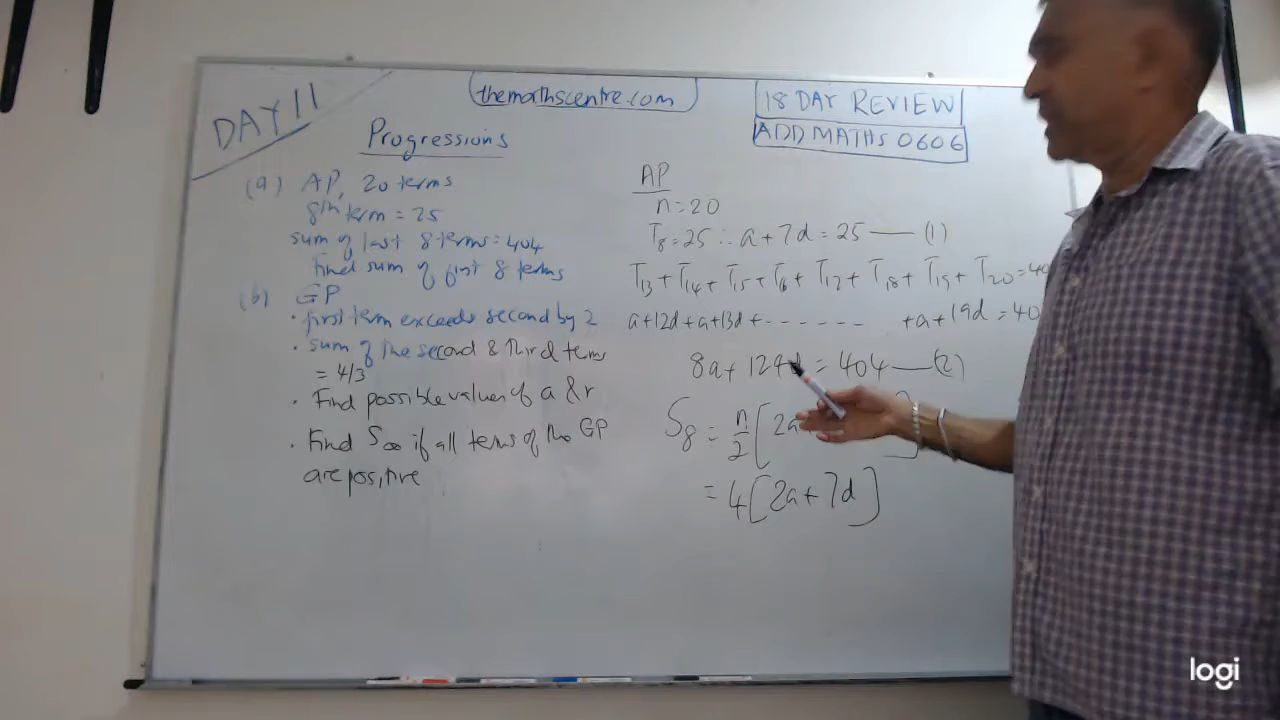 DAY 11
themathscentre.com
18 DAY REVIEW
ADD MATHS 0606
Progressions
(a) AP, 20 terms
8th term = 25
sum of last 8 terms = 404
Find sum of first 8 terms
(b) GP
• first term exceeds second by 2
• sum of the second & third terms
= 4/3
• Find possible values of a & r
• Find S∞ if all terms of the GP
are positive
AP
n = 20
T8 = 25 ∴ a + 7d = 25 —— (1)
T13 + T14 + T15 + T16 + T17 + T18 + T19 + T20 = 40
a + 12d + a + 13d + - - - - - - + a + 19d = 40
8a + 124d = 404 —— (2)
S8 = n/2 [2a
= 4 [2a + 7d]
logi